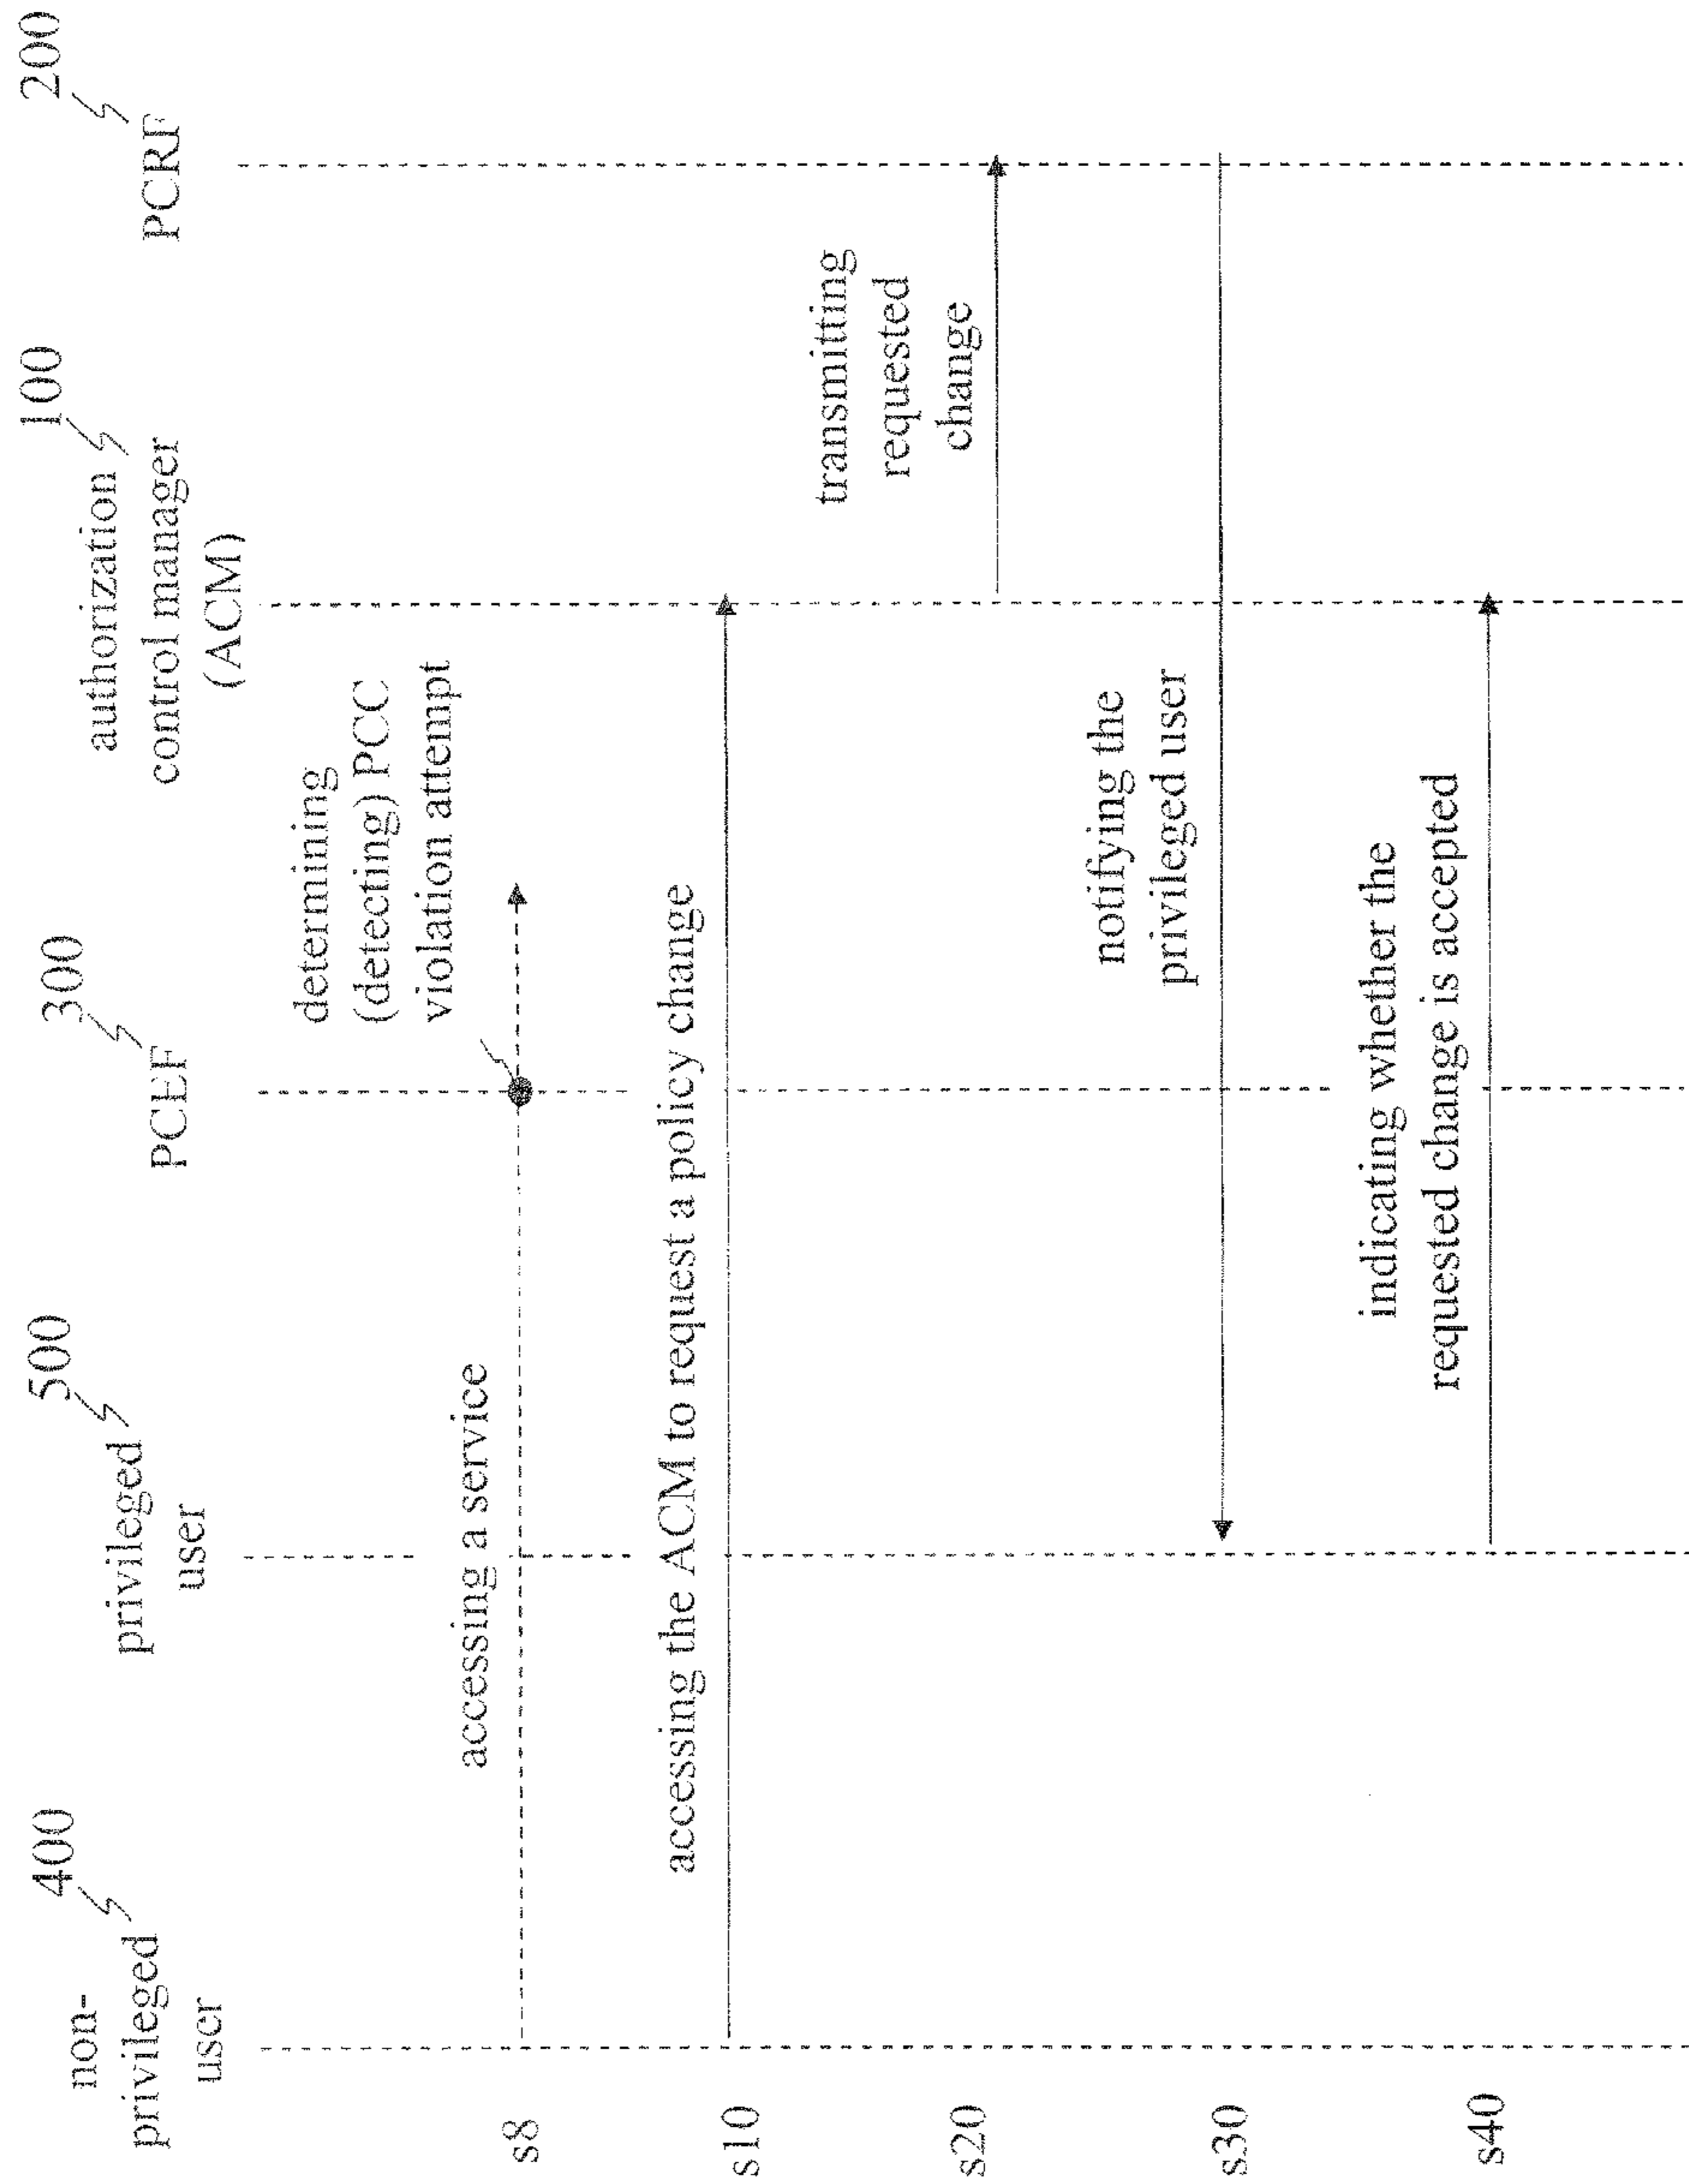 non-
privileged
user
400
privileged
user
500
PCEF
300
authorization
control manager
(ACM)
100
PCRF
200
s8
accessing a service
determining
(detecting) PCC
violation attempt
s10
accessing the ACM to request a policy change
s20
transmitting
requested
change
s30
notifying the
privileged user
s40
indicating whether the
requested change is accepted